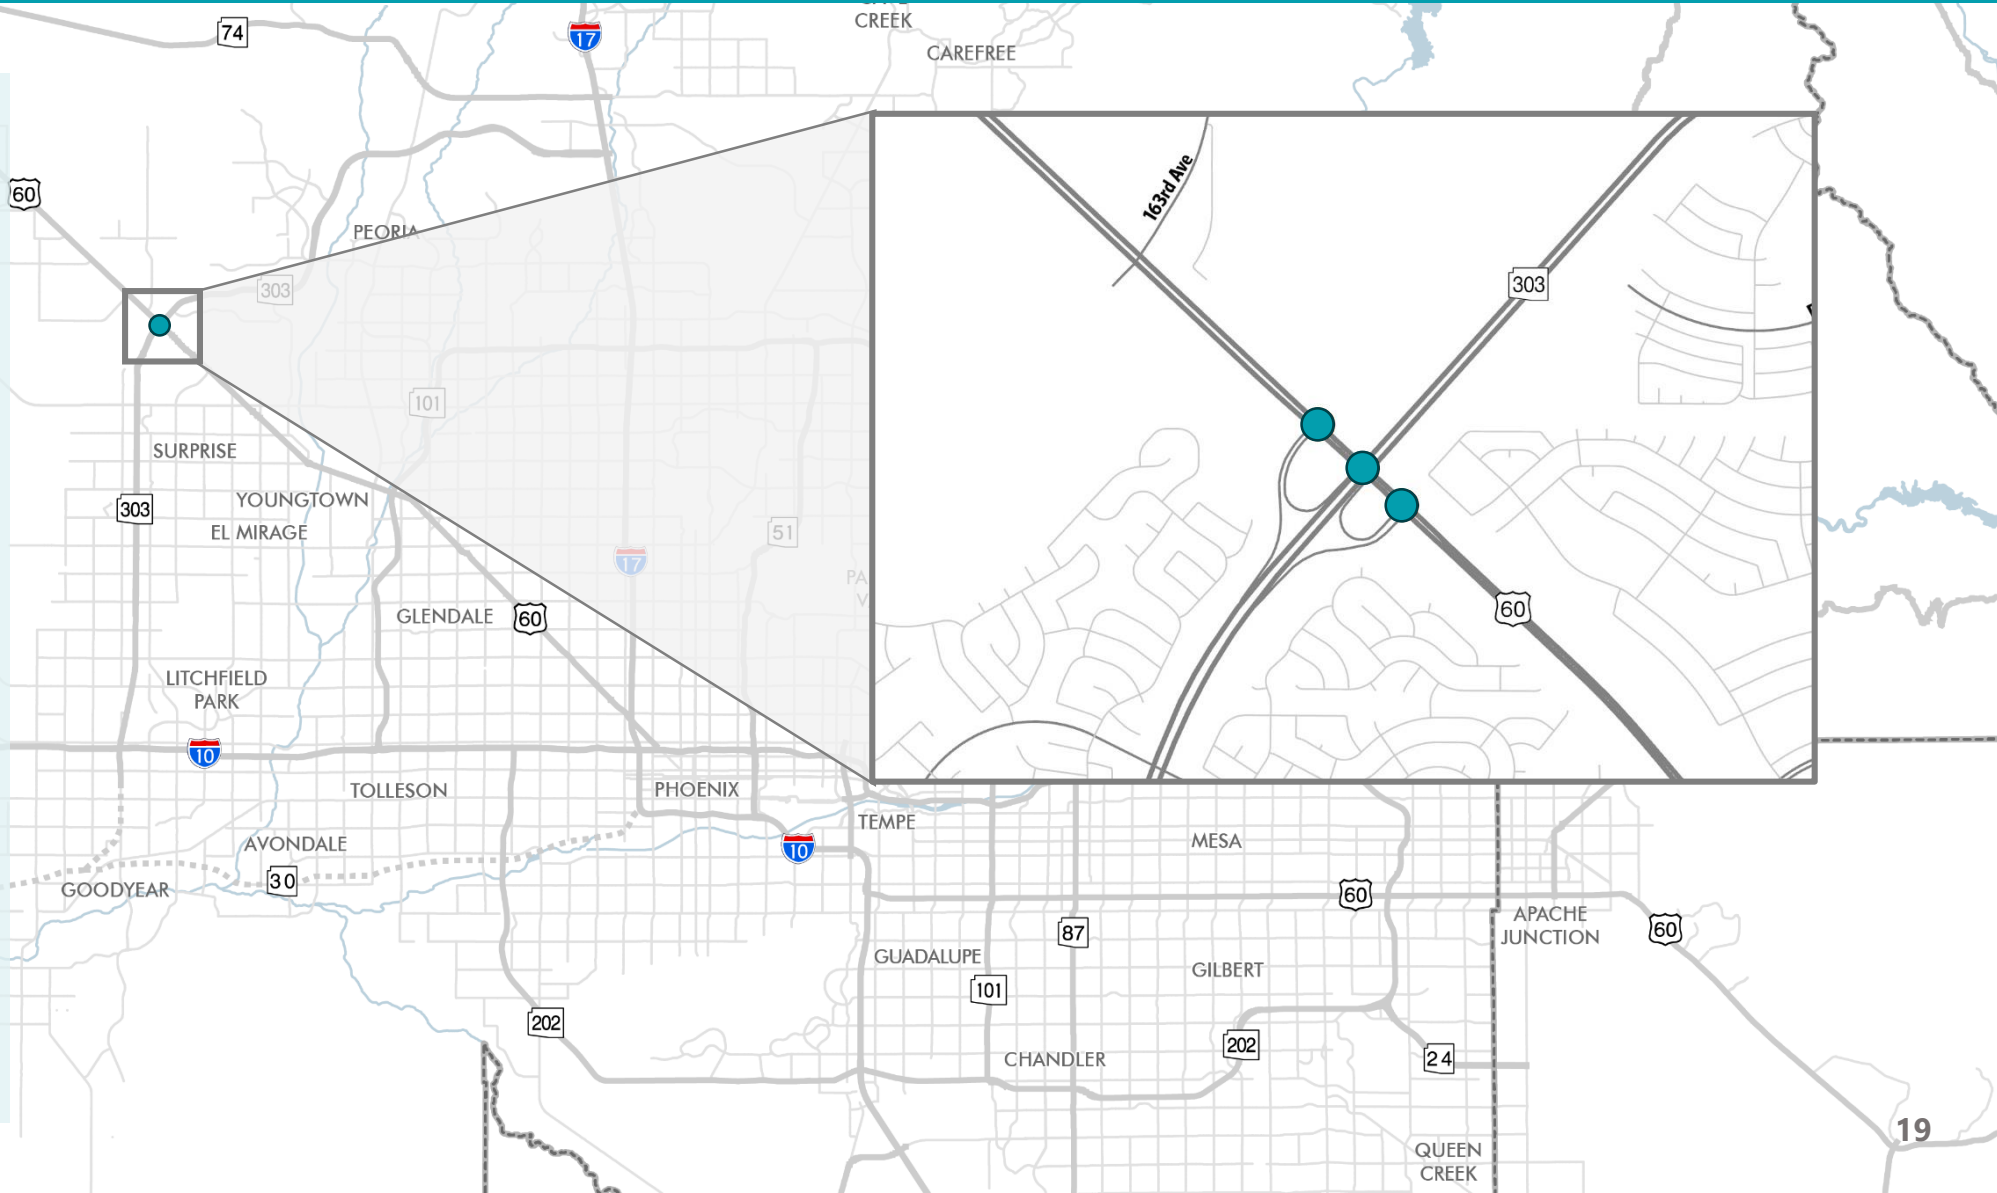 CREEK
CAREFREE
74
17
60
PEORIA
163rd Ave
303
303
101
SURPRISE
303
YOUNGTOWN
EL MIRAGE
51
17
GLENDALE
60
60
LITCHFIELD
PARK
10
TOLLESON
PHOENIX
TEMPE
MESA
AVONDALE
10
30
GOODYEAR
60
APACHE
JUNCTION
60
87
GUADALUPE
GILBERT
101
202
202
24
CHANDLER
19
QUEEN
CREEK